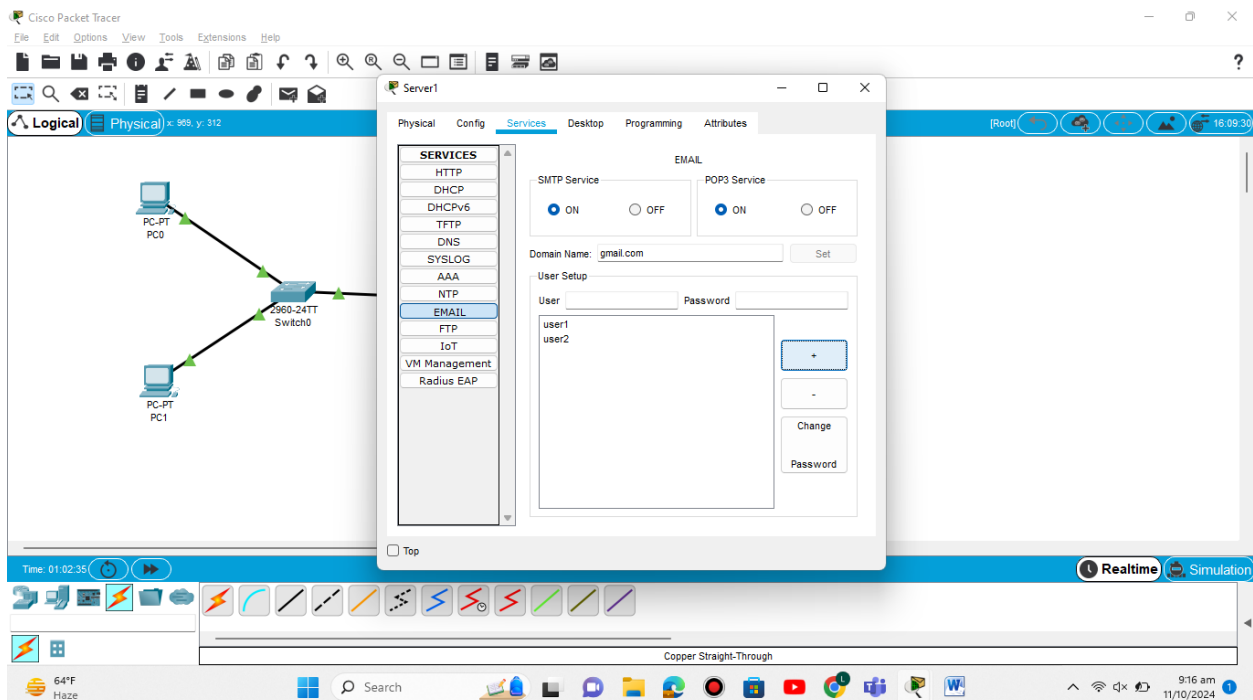 Cisco Packet Tracer
File Edit Options View Tools Extensions Help
?
Server1
Logical Physical x: 969, y: 312
[Root] 16:09:30
Physical Config Services Desktop Programming Attributes
SERVICES
HTTP
DHCP
DHCPv6
TFTP
DNS
SYSLOG
AAA
NTP
EMAIL
FTP
IoT
VM Management
Radius EAP
EMAIL
SMTP Service
ON OFF
POP3 Service
ON OFF
Domain Name: gmail.com Set
User Setup
User Password
user1
user2
+
-
Change
Password
Top
PC-PT
PC0
2960-24TT
Switch0
PC-PT
PC1
Time: 01:02:35
Realtime Simulation
Copper Straight-Through
64°F
Haze
Search
9:16 am
11/10/2024
1